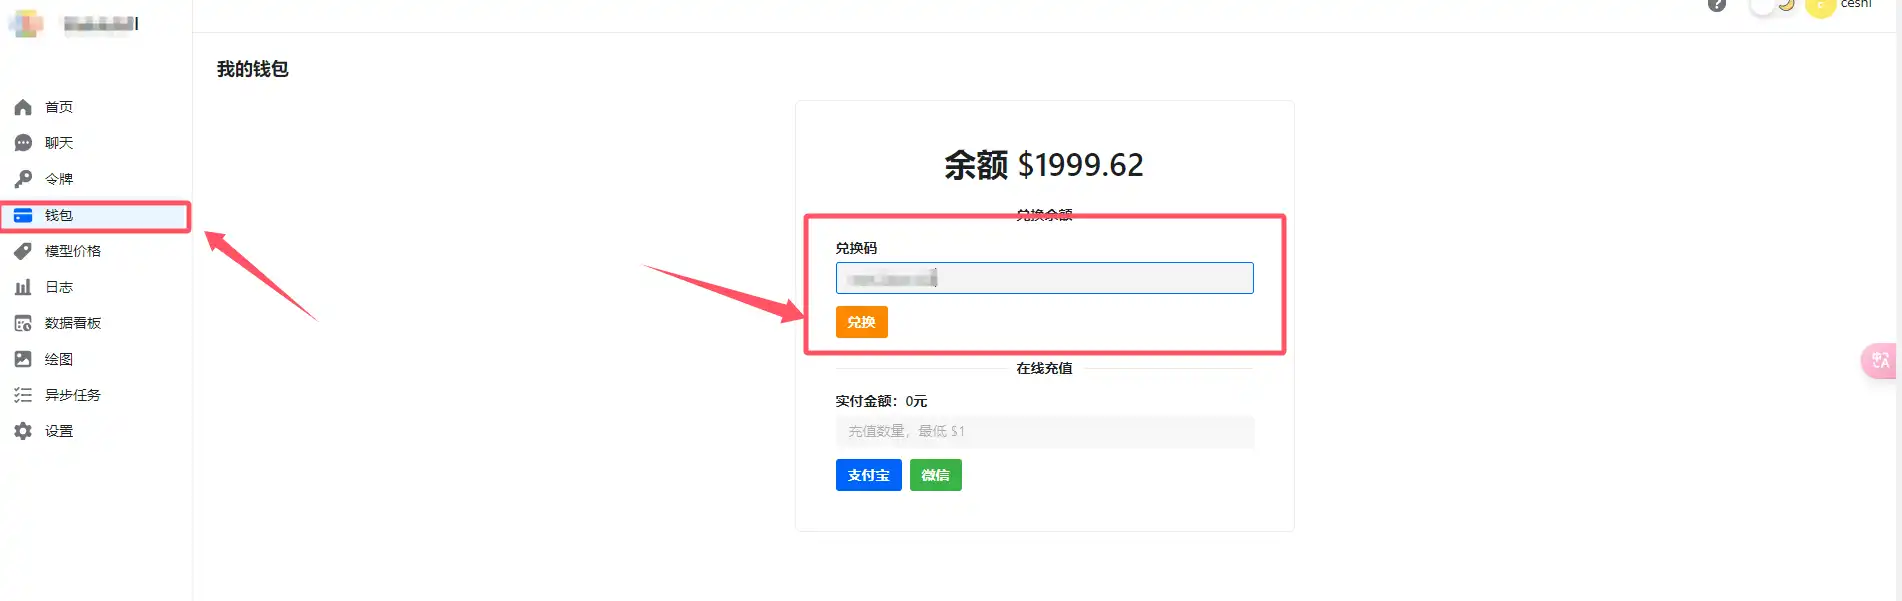 ceshi
我的钱包
首页
聊天
令牌
钱包
模型价格
日志
数据看板
绘图
异步任务
设置
余额 $1999.62
兑换余额
兑换码
兑换
在线充值
实付金额：0元
充值数量，最低 $1
支付宝 微信